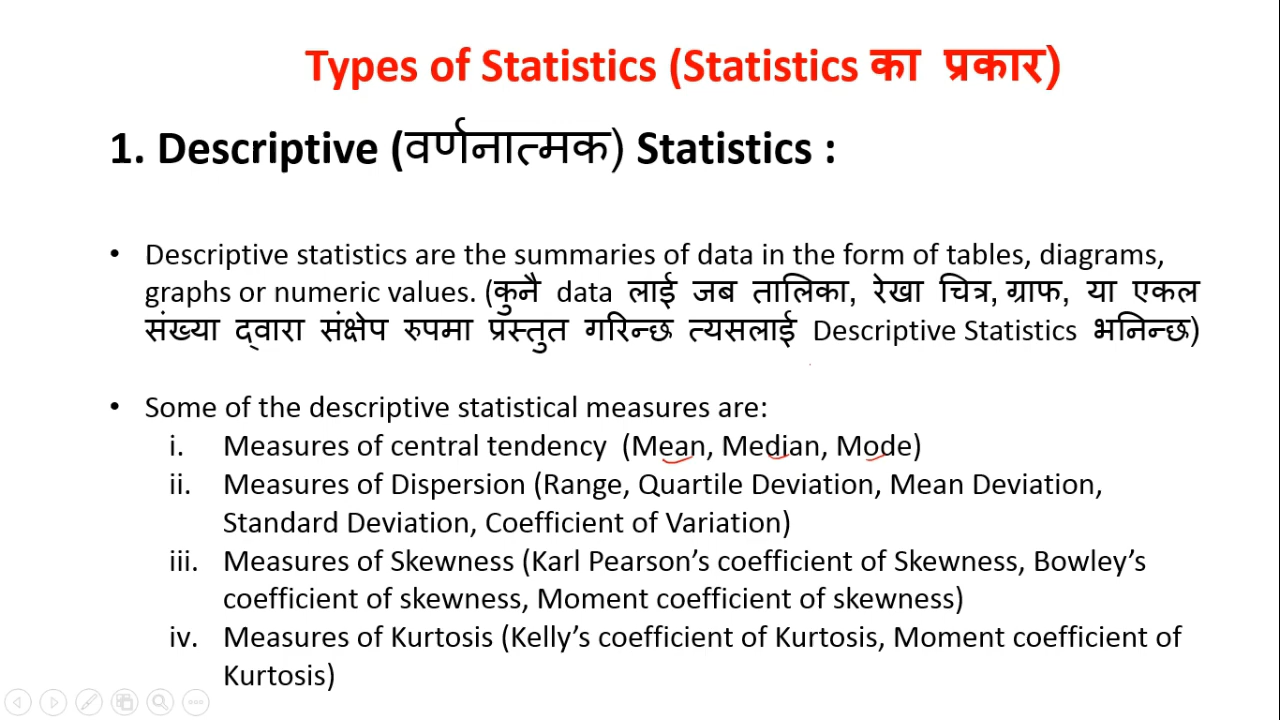 Types of Statistics (Statistics का प्रकार)
1. Descriptive (वर्णनात्मक) Statistics :
• Descriptive statistics are the summaries of data in the form of tables, diagrams,
graphs or numeric values. (कुनै data लाई जब तालिका, रेखा चित्र, ग्राफ, या एकल
संख्या द्वारा संक्षेप रुपमा प्रस्तुत गरिन्छ त्यसलाई Descriptive Statistics भनिन्छ)
• Some of the descriptive statistical measures are:
i. Measures of central tendency (Mean, Median, Mode)
ii. Measures of Dispersion (Range, Quartile Deviation, Mean Deviation,
Standard Deviation, Coefficient of Variation)
iii. Measures of Skewness (Karl Pearson’s coefficient of Skewness, Bowley’s
coefficient of skewness, Moment coefficient of skewness)
iv. Measures of Kurtosis (Kelly’s coefficient of Kurtosis, Moment coefficient of
Kurtosis)